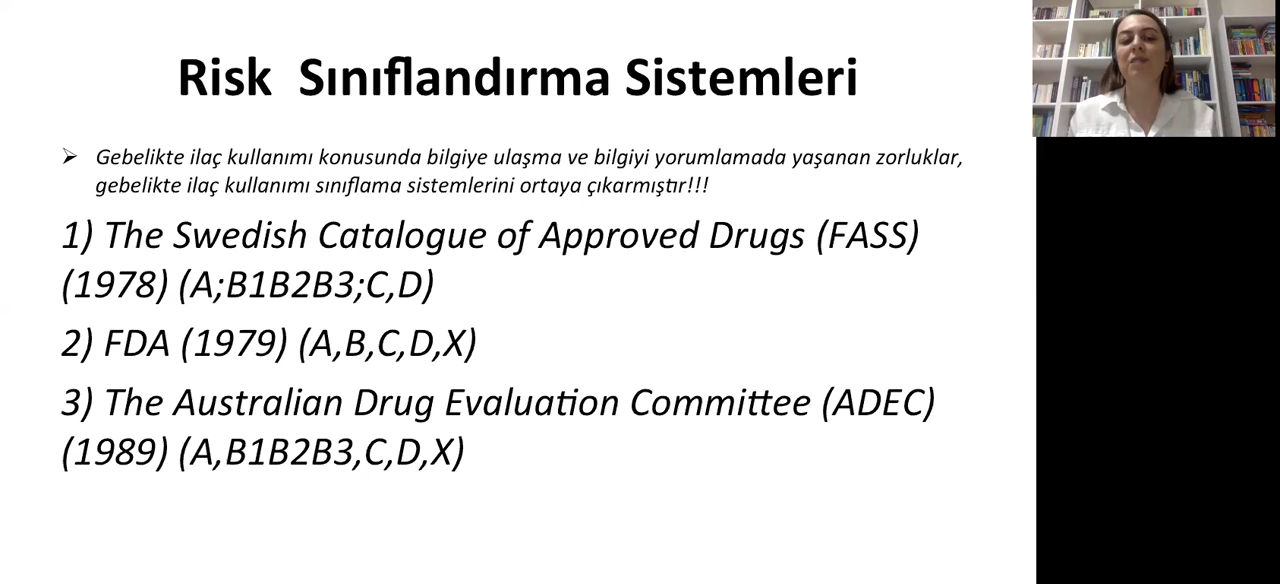 Risk  Sınıflandırma Sistemleri
➢ Gebelikte ilaç kullanımı konusunda bilgiye ulaşma ve bilgiyi yorumlamada yaşanan zorluklar,
gebelikte ilaç kullanımı sınıflama sistemlerini ortaya çıkarmıştır!!!
1) The Swedish Catalogue of Approved Drugs (FASS)
(1978) (A;B1B2B3;C,D)
2) FDA (1979) (A,B,C,D,X)
3) The Australian Drug Evaluation Committee (ADEC)
(1989) (A,B1B2B3,C,D,X)